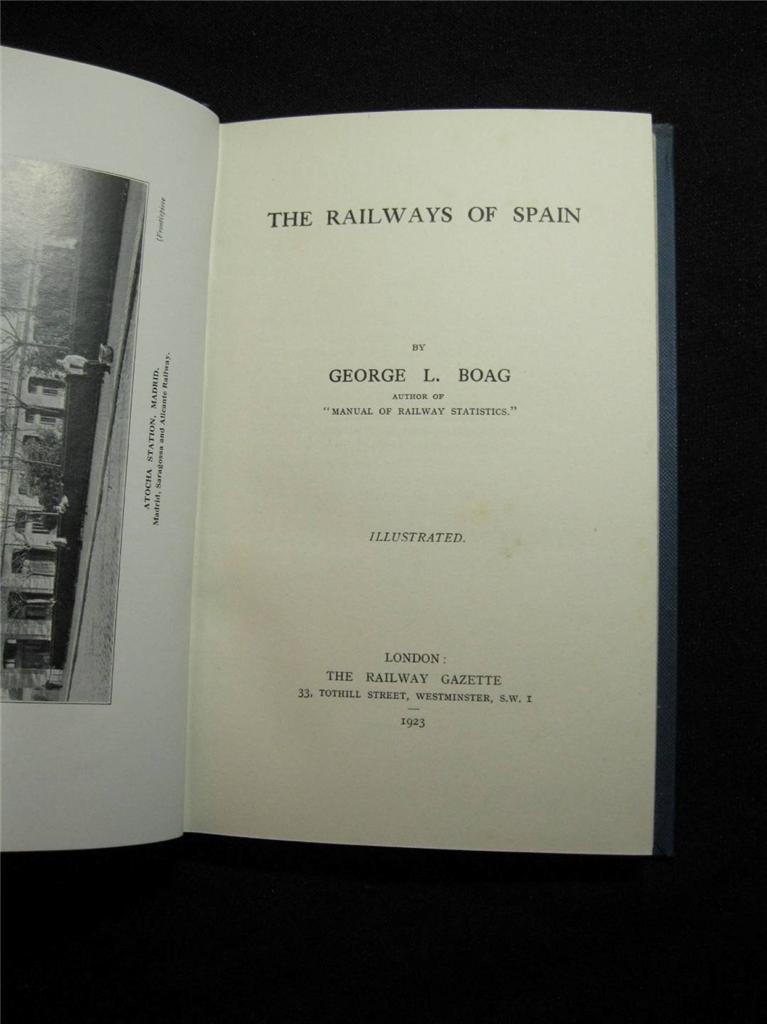 [Frontispiece
ATOCHA STATION, MADRID.
Madrid, Saragossa and Alicante Railway.
THE RAILWAYS OF SPAIN
BY
GEORGE L. BOAG
AUTHOR OF
"MANUAL OF RAILWAY STATISTICS."
ILLUSTRATED.
LONDON:
THE RAILWAY GAZETTE
33, TOTHILL STREET, WESTMINSTER, S.W. 1
1923